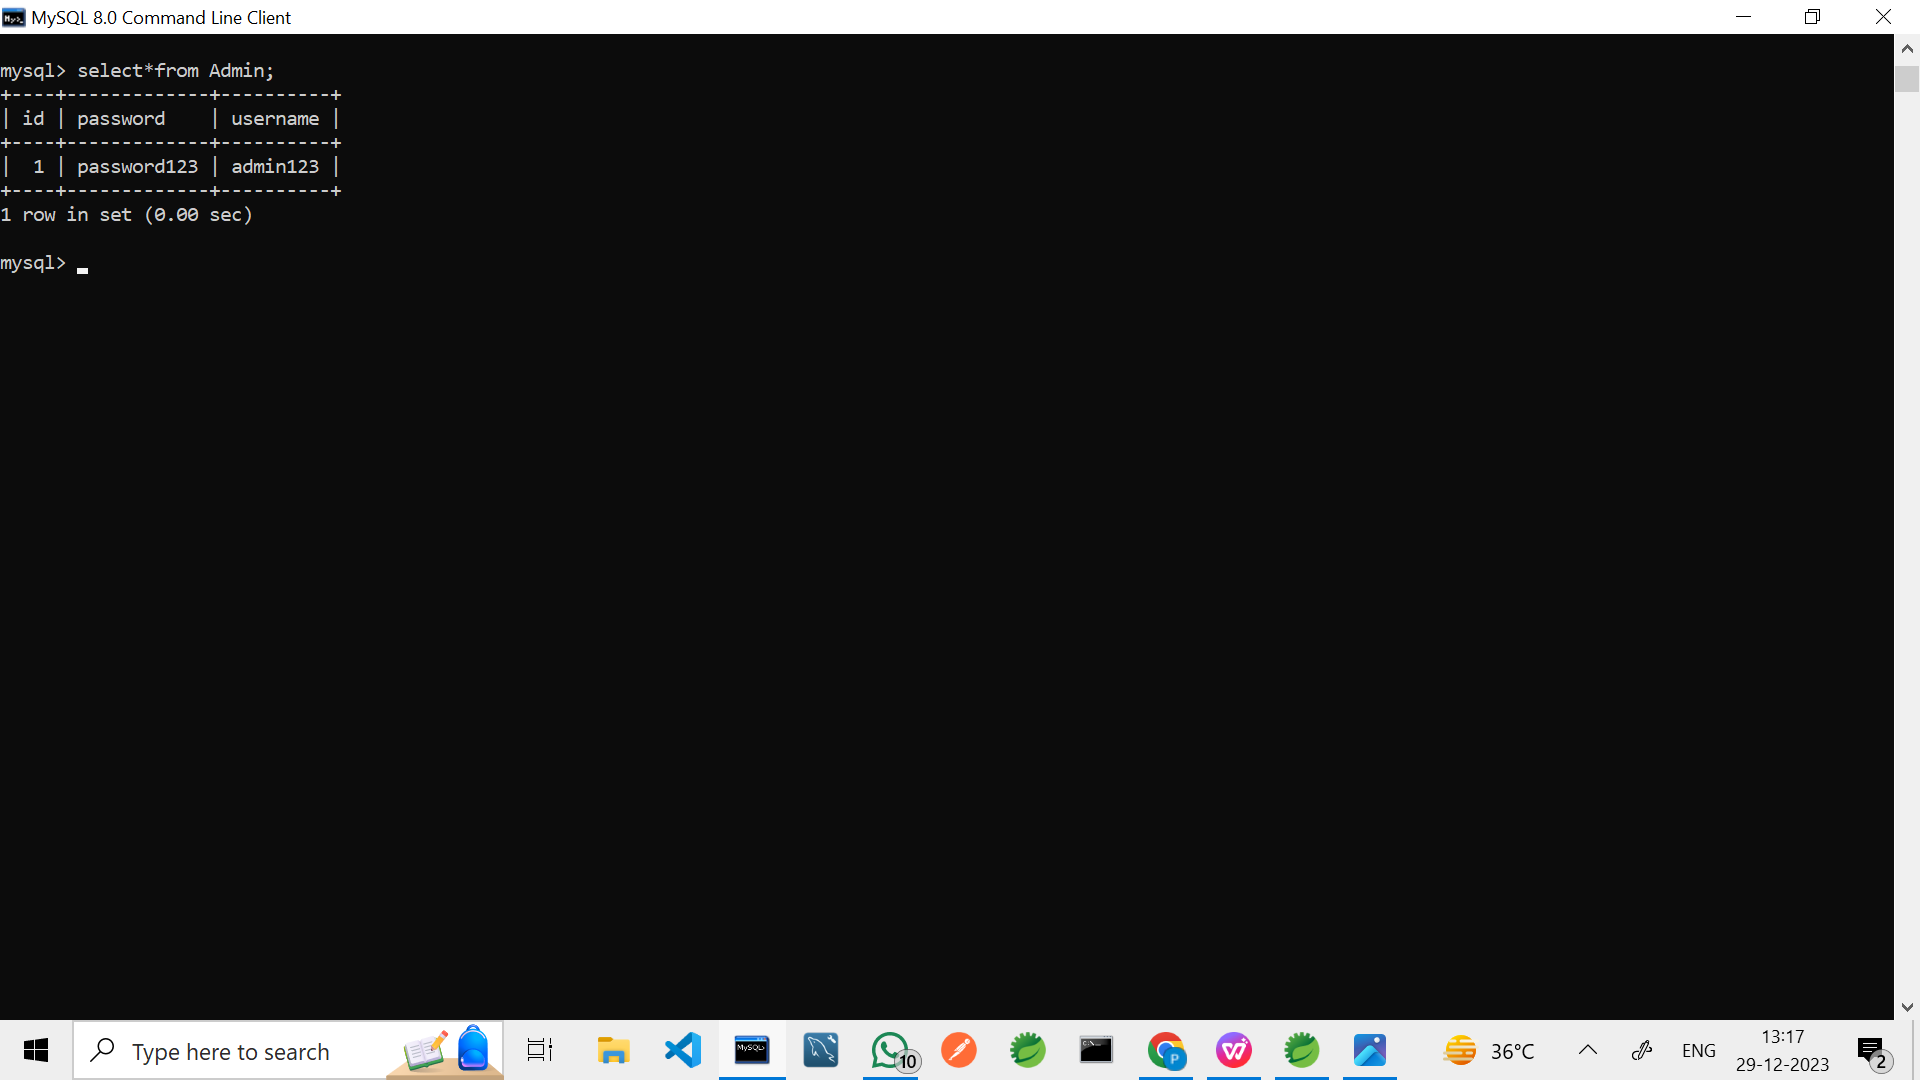 MySQL 8.0 Command Line Client
mysql> select*from Admin;
+----+-------------+----------+
| id | password    | username |
+----+-------------+----------+
|  1 | password123 | admin123 |
+----+-------------+----------+
1 row in set (0.00 sec)
mysql>
Type here to search
MySQL>
10
C:\
P
W
36°C
ENG
13:17
29-12-2023
2